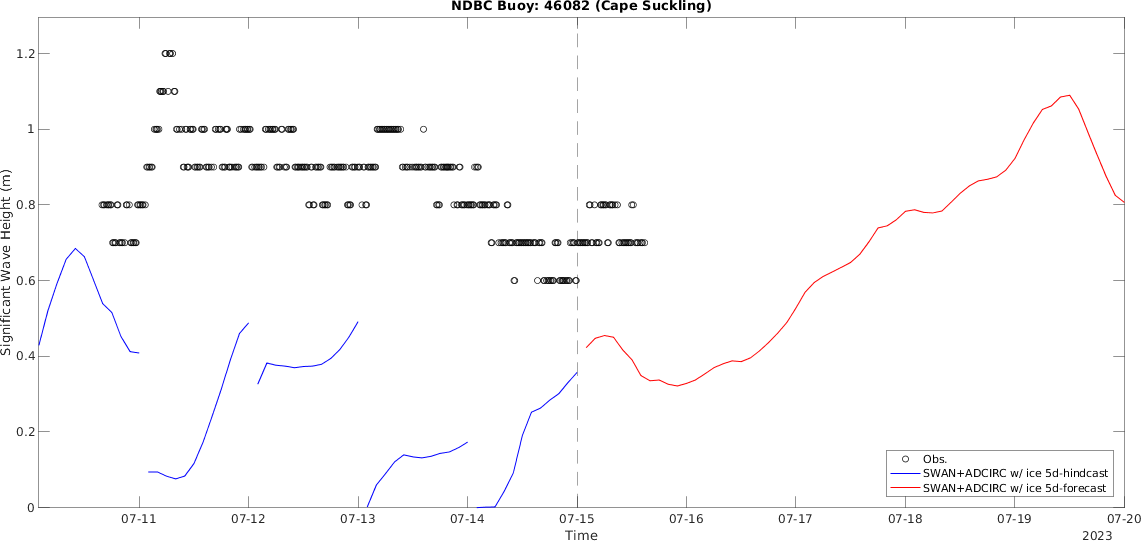 NDBC Buoy: 46082 (Cape Suckling)
Significant Wave Height (m)
1.2
1
0.8
0.6
0.4
0.2
0
Obs.
SWAN+ADCIRC w/ ice 5d-hindcast
SWAN+ADCIRC w/ ice 5d-forecast
07-11 07-12 07-13 07-14 07-15 07-16 07-17 07-18 07-19 07-20
Time
2023